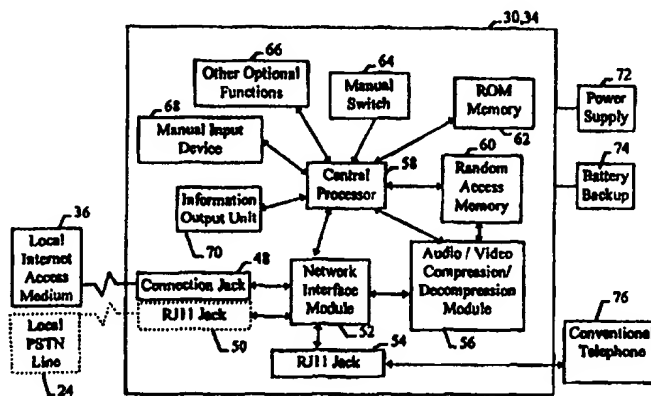 30,34
66
Other Optional
Functions
64
Manual
Switch
ROM
Memory
62
72
Power
Supply
68
Manual Input
Device
60
Random
Access
Memory
74
Battery
Backup
58
Central
Processor
36
Local
Internet
Access
Medium
Information
Output Unit
70
48
Connection Jack
Network
Interface
Module
52
Audio / Video
Compression/
Decompression
Module
56
RJ11 Jack
50
Local
PSTN
Line
24
54
RJ11 Jack
76
Conventional
Telephone